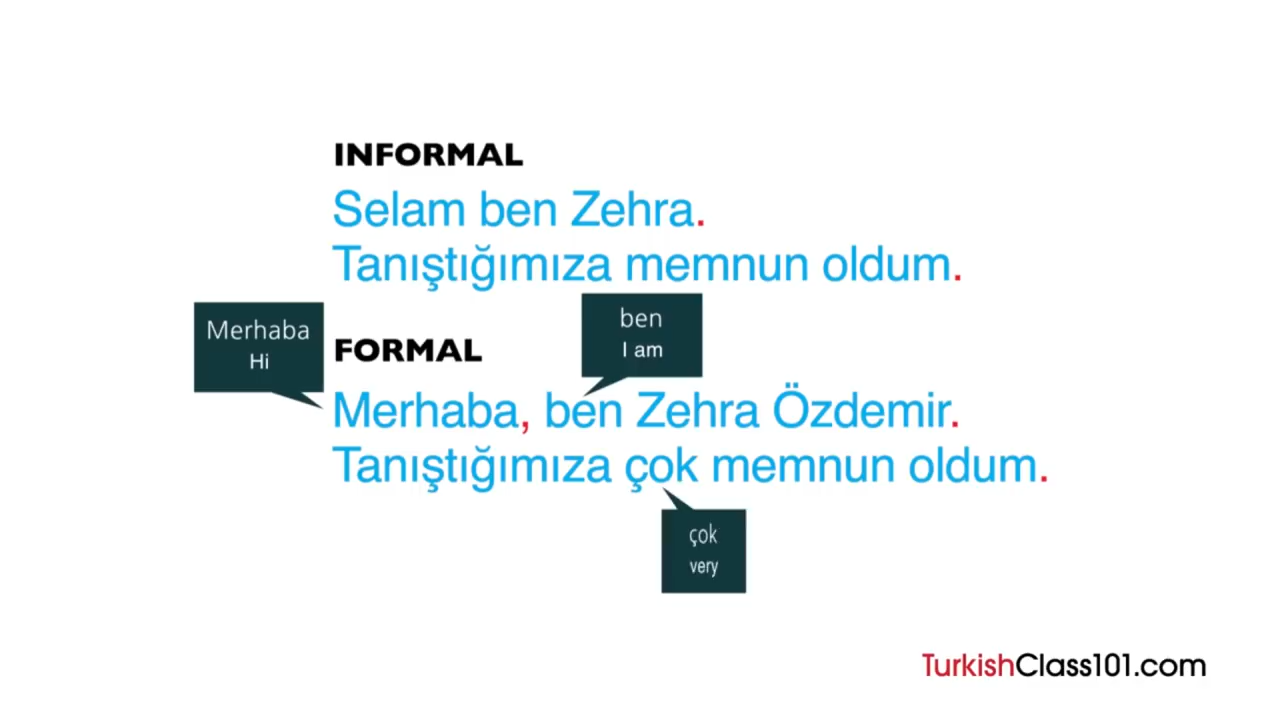 INFORMAL
Selam ben Zehra.
Tanıştığımıza memnun oldum.
Merhaba
Hi
ben
I am
FORMAL
Merhaba, ben Zehra Özdemir.
Tanıştığımıza çok memnun oldum.
çok
very
TurkishClass101.com